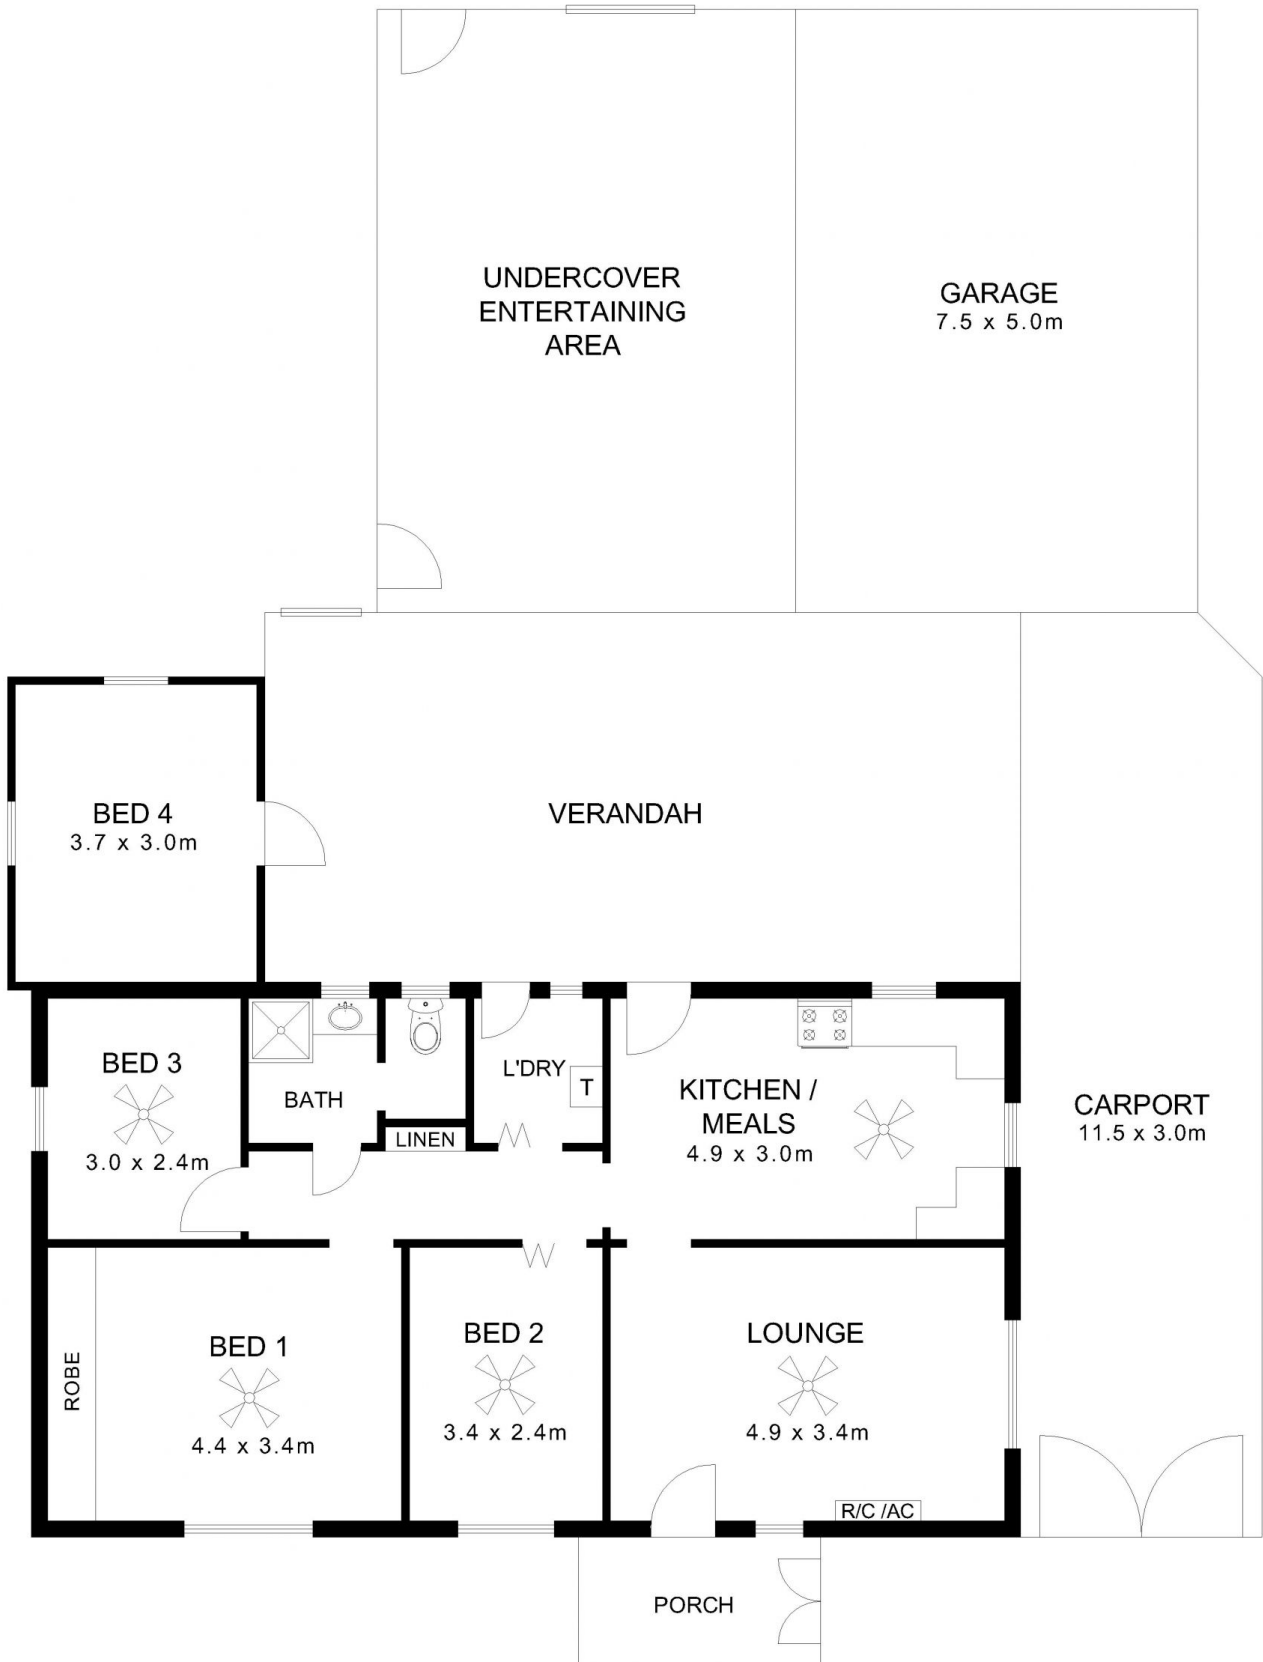 UNDERCOVER
ENTERTAINING
AREA
GARAGE
7.5 x 5.0m
BED 4
3.7 x 3.0m
VERANDAH
BED 3
3.0 x 2.4m
BATH
LINEN
L'DRY
T
KITCHEN /
MEALS
4.9 x 3.0m
CARPORT
11.5 x 3.0m
ROBE
BED 1
4.4 x 3.4m
BED 2
3.4 x 2.4m
LOUNGE
4.9 x 3.4m
R/C /AC
PORCH